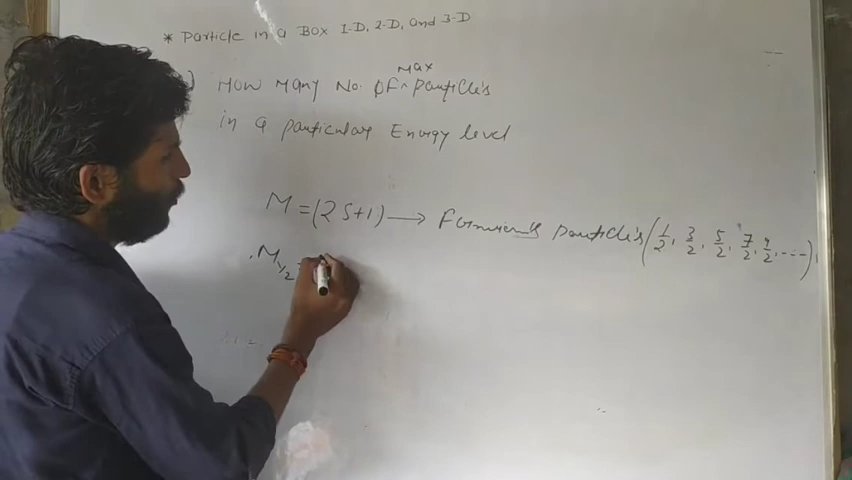 * Particle in a Box 1-D, 2-D, and 3-D
) How Many No: of ^ Max particle's
in a particular Energy level
M = (2S+1) → Fermion's particle's (1/2, 3/2, 5/2, 7/2, 9/2, ----)
M1/2